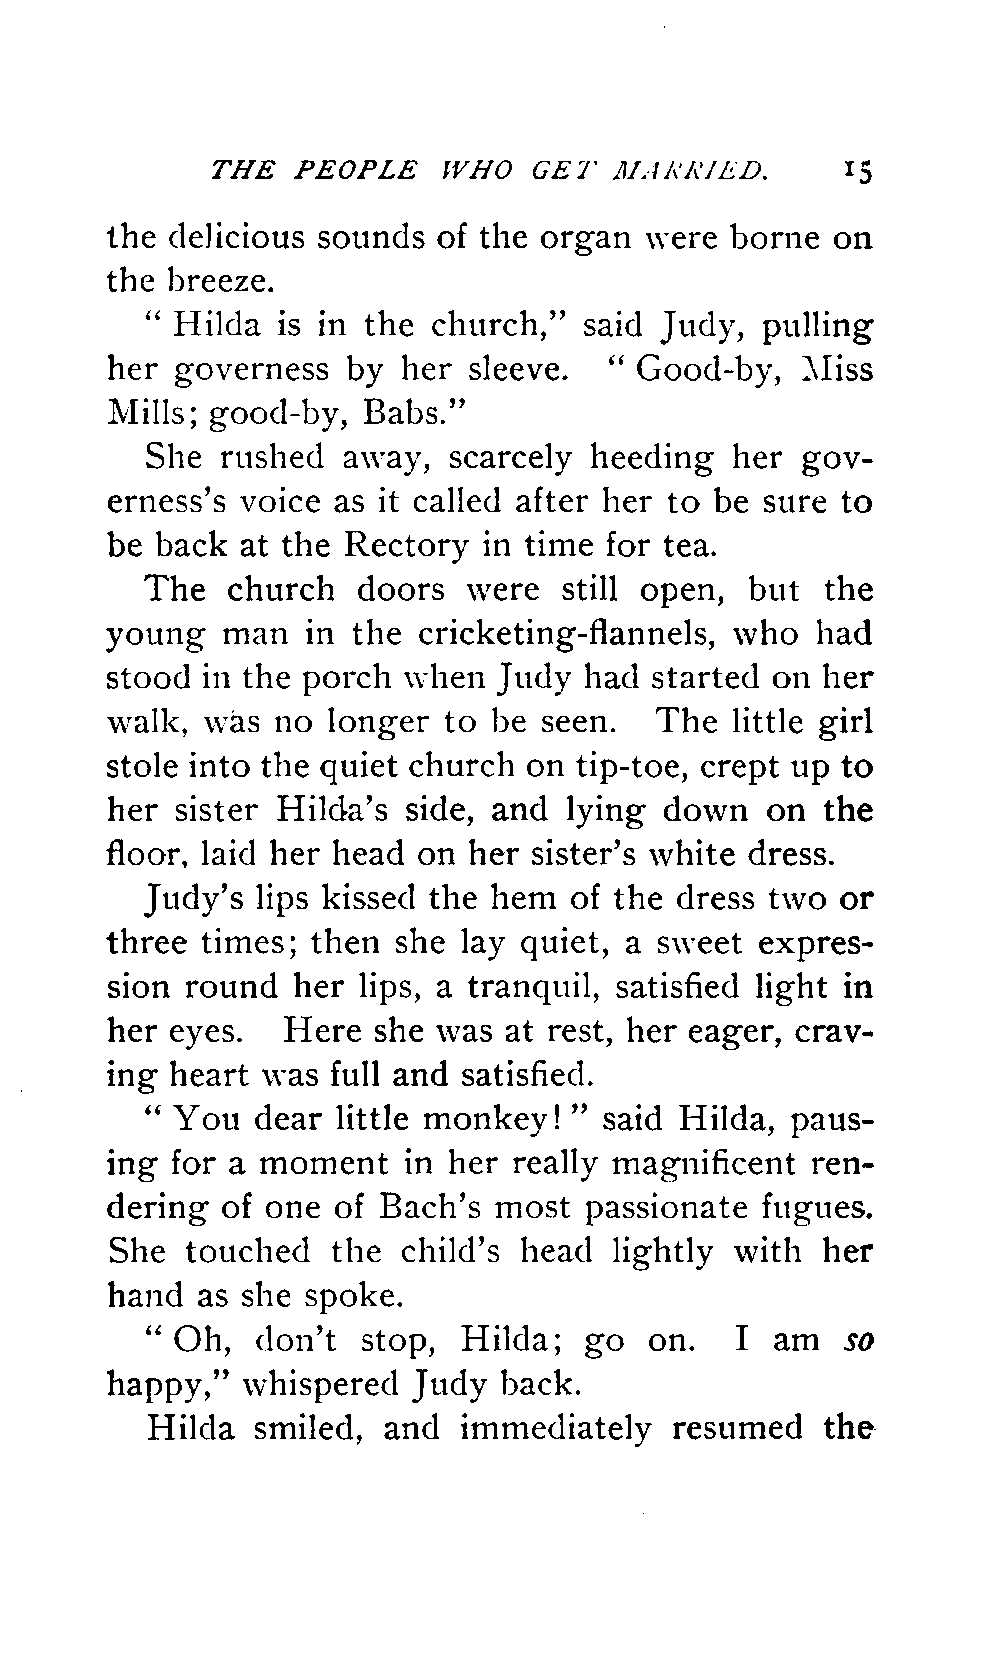 THE PEOPLE WHO GET MARRIED. 15
the delicious sounds of the organ were borne on
the breeze.
“ Hilda is in the church,” said Judy, pulling
her governess by her sleeve. “ Good-by, Miss
Mills; good-by, Babs.”
She rushed away, scarcely heeding her gov-
erness’s voice as it called after her to be sure to
be back at the Rectory in time for tea.
The church doors were still open, but the
young man in the cricketing-flannels, who had
stood in the porch when Judy had started on her
walk, was no longer to be seen. The little girl
stole into the quiet church on tip-toe, crept up to
her sister Hilda’s side, and lying down on the
floor, laid her head on her sister’s white dress.
Judy’s lips kissed the hem of the dress two or
three times; then she lay quiet, a sweet expres-
sion round her lips, a tranquil, satisfied light in
her eyes. Here she was at rest, her eager, crav-
ing heart was full and satisfied.
“ You dear little monkey! ” said Hilda, paus-
ing for a moment in her really magnificent ren-
dering of one of Bach’s most passionate fugues.
She touched the child’s head lightly with her
hand as she spoke.
“ Oh, don’t stop, Hilda; go on. I am so
happy,” whispered Judy back.
Hilda smiled, and immediately resumed the